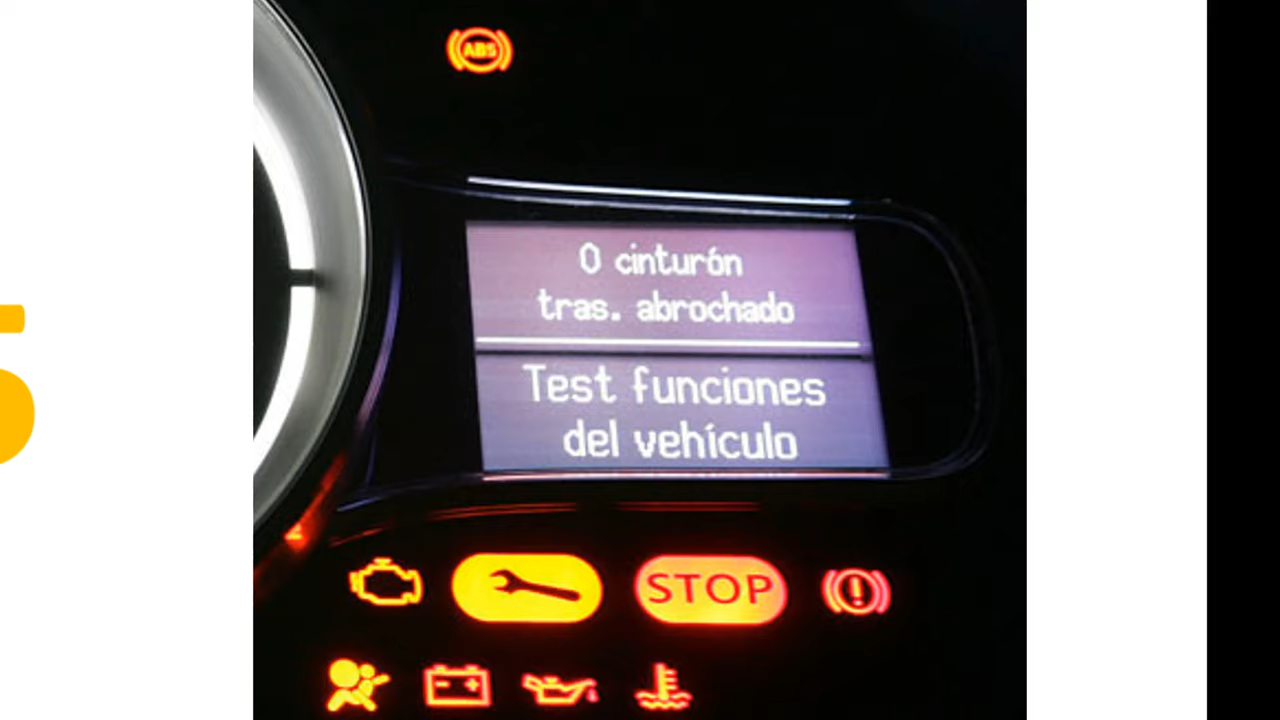 ABS
0 cinturón
tras. abrochado
Test funciones
del vehículo
STOP